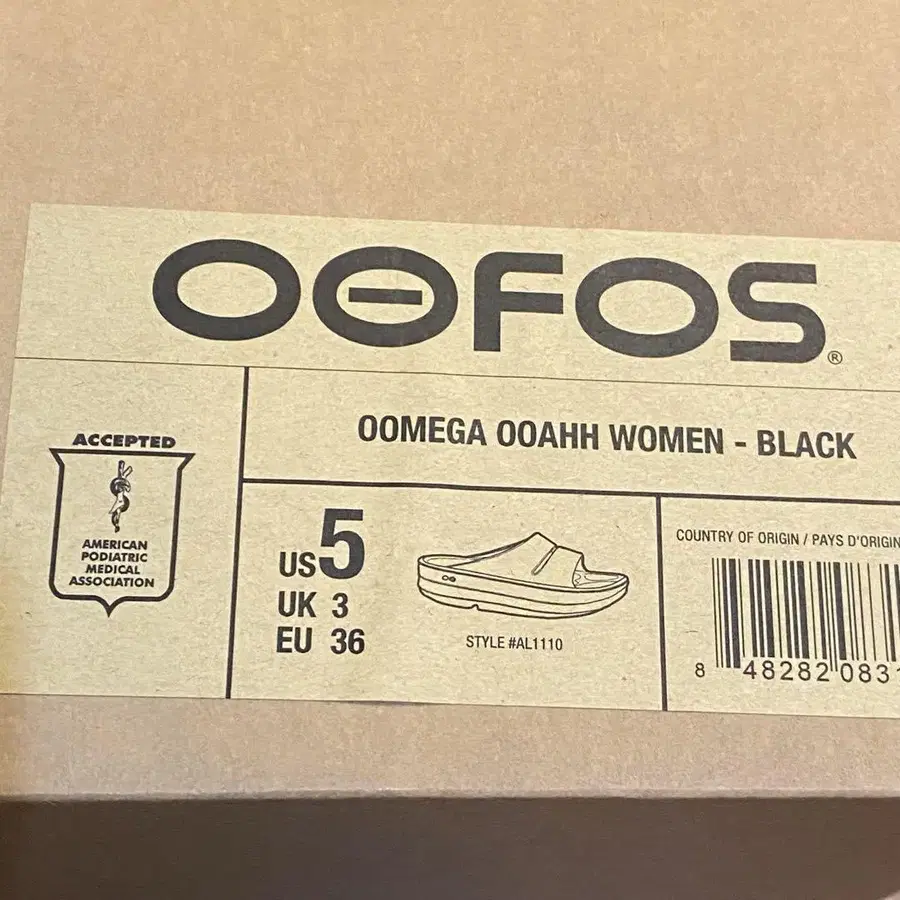 OOFOS®
OOMEGA OOAHH WOMEN - BLACK
ACCEPTED
AMERICAN
PODIATRIC
MEDICAL
ASSOCIATION
US 5
UK 3
EU 36
STYLE #AL1110
COUNTRY OF ORIGIN / PAYS D'ORIGIN
8 48282 083